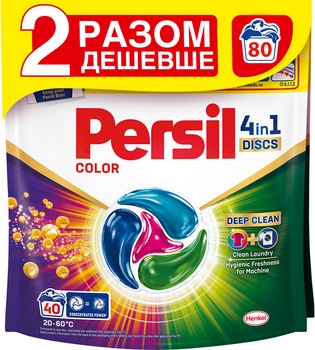 2 РАЗОМ
ДЕШЕВШЕ
80
Persil
COLOR
4in1
DISCS
DEEP CLEAN
+
Clean Laundry
Hygienic Freshness
for Machine
40
=
CONCENTRATED POWER
20-60°C
Henkel